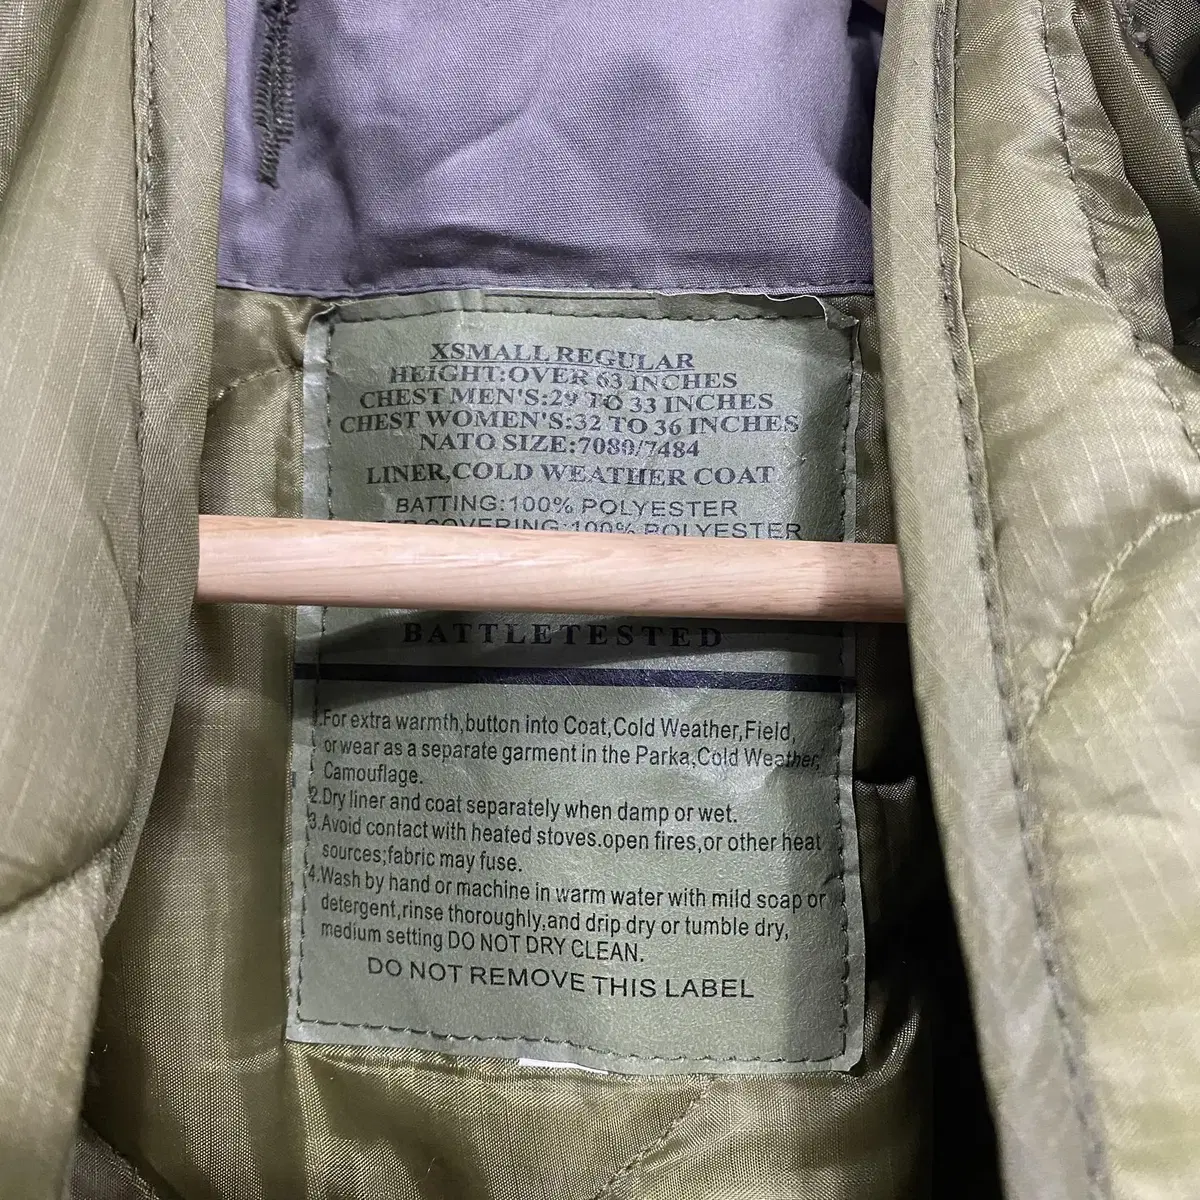 XSMALL REGULAR
HEIGHT:OVER 63 INCHES
CHEST MEN'S:29 TO 33 INCHES
CHEST WOMEN'S:32 TO 36 INCHES
NATO SIZE:7080/7484
LINER,COLD WEATHER COAT
BATTING:100% POLYESTER
COVERING:100% POLYESTER
BATTLETESTED
1.For extra warmth,button into Coat,Cold Weather,Field,
or wear as a separate garment in the Parka,Cold Weather,
Camouflage.
2.Dry liner and coat separately when damp or wet.
3.Avoid contact with heated stoves.open fires,or other heat
sources;fabric may fuse.
4.Wash by hand or machine in warm water with mild soap or
detergent,rinse thoroughly,and drip dry or tumble dry,
medium setting DO NOT DRY CLEAN.
DO NOT REMOVE THIS LABEL